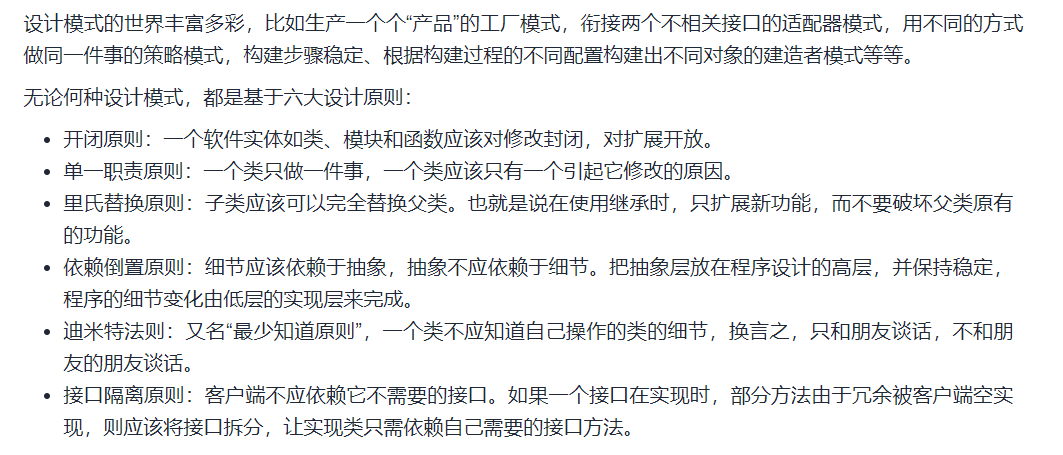 设计模式的世界丰富多彩，比如生产一个个“产品”的工厂模式，衔接两个不相关接口的适配器模式，用不同的方式
做同一件事的策略模式，构建步骤稳定、根据构建过程的不同配置构建出不同对象的建造者模式等等。
无论何种设计模式，都是基于六大设计原则：
• 开闭原则：一个软件实体如类、模块和函数应该对修改封闭，对扩展开放。
• 单一职责原则：一个类只做一件事，一个类应该只有一个引起它修改的原因。
• 里氏替换原则：子类应该可以完全替换父类。也就是说在使用继承时，只扩展新功能，而不要破坏父类原有
的功能。
• 依赖倒置原则：细节应该依赖于抽象，抽象不应依赖于细节。把抽象层放在程序设计的高层，并保持稳定，
程序的细节变化由低层的实现层来完成。
• 迪米特法则：又名“最少知道原则”，一个类不应知道自己操作的类的细节，换言之，只和朋友谈话，不和朋
友的朋友谈话。
• 接口隔离原则：客户端不应依赖它不需要的接口。如果一个接口在实现时，部分方法由于冗余被客户端空实
现，则应该将接口拆分，让实现类只需依赖自己需要的接口方法。